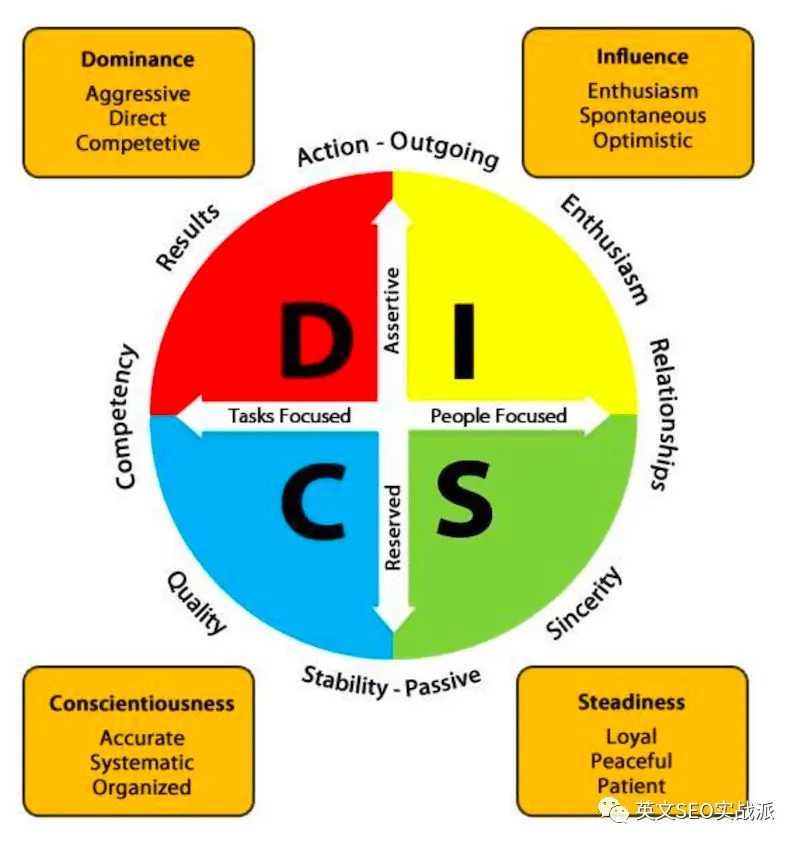 Dominance
Aggressive
Direct
Competetive
Influence
Enthusiasm
Spontaneous
Optimistic
Action - Outgoing
Results
Enthusiasm
Competency
Relationships
D
I
Assertive
Tasks Focused
People Focused
C
S
Reserved
Quality
Sincerity
Stability - Passive
Conscientiousness
Accurate
Systematic
Organized
Steadiness
Loyal
Peaceful
Patient
英文SEO实战派